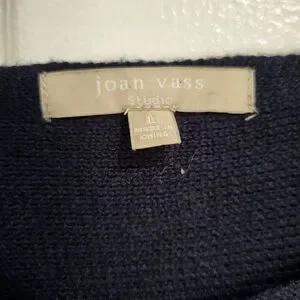 joan vass
Studio
L
MADE IN
CHINA